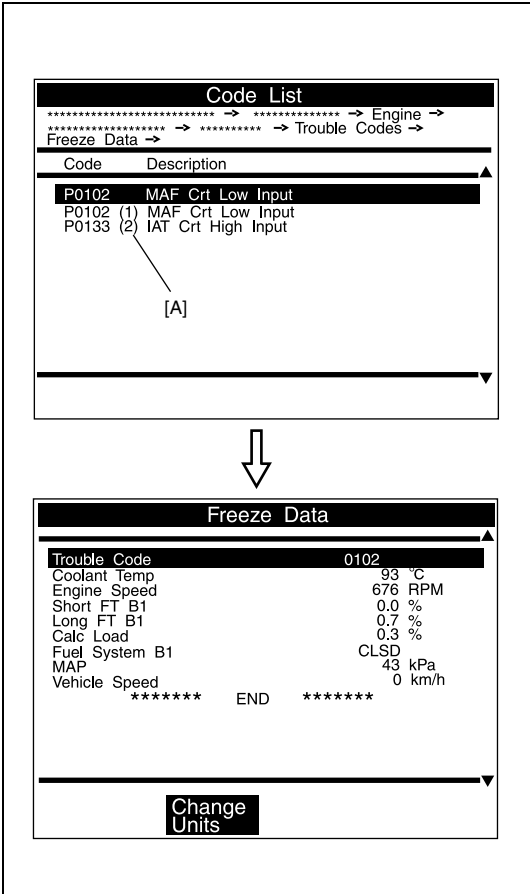 Code List
*************************** → ************** → Engine →
******************* → ********** → Trouble Codes →
Freeze Data →
Code Description
P0102 MAF Crt Low Input
P0102 (1) MAF Crt Low Input
P0133 (2) IAT Crt High Input
[A]
Freeze Data
Trouble Code 0102
Coolant Temp 93 °C
Engine Speed 676 RPM
Short FT B1 0.0 %
Long FT B1 0.7 %
Calc Load 0.3 %
Fuel System B1 CLSD
MAP 43 kPa
Vehicle Speed 0 km/h
******* END *******
Change
Units